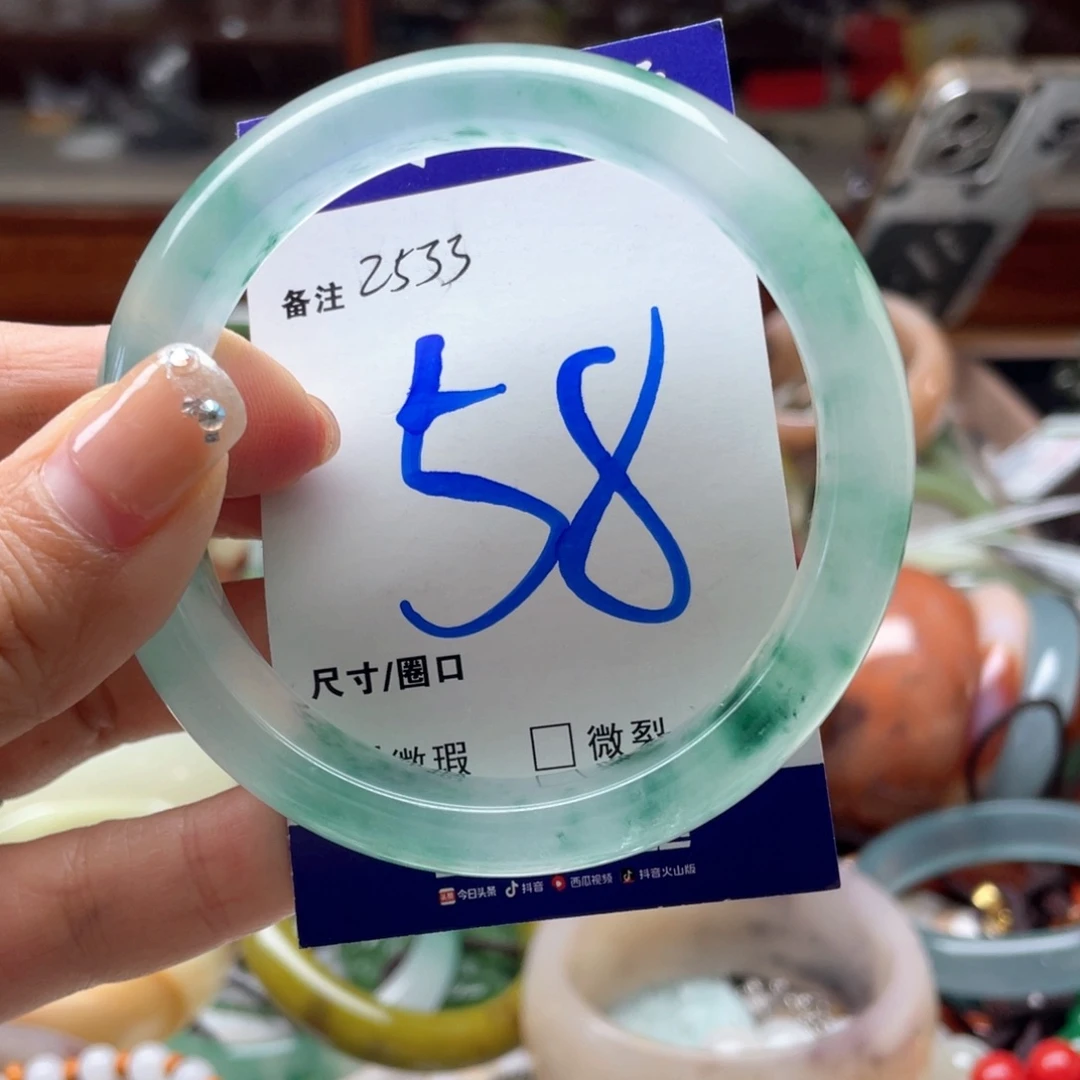 备注 2533
58
尺寸/圈口
微瑕 □ 微裂
今日头条 抖音 西瓜视频 抖音火山版